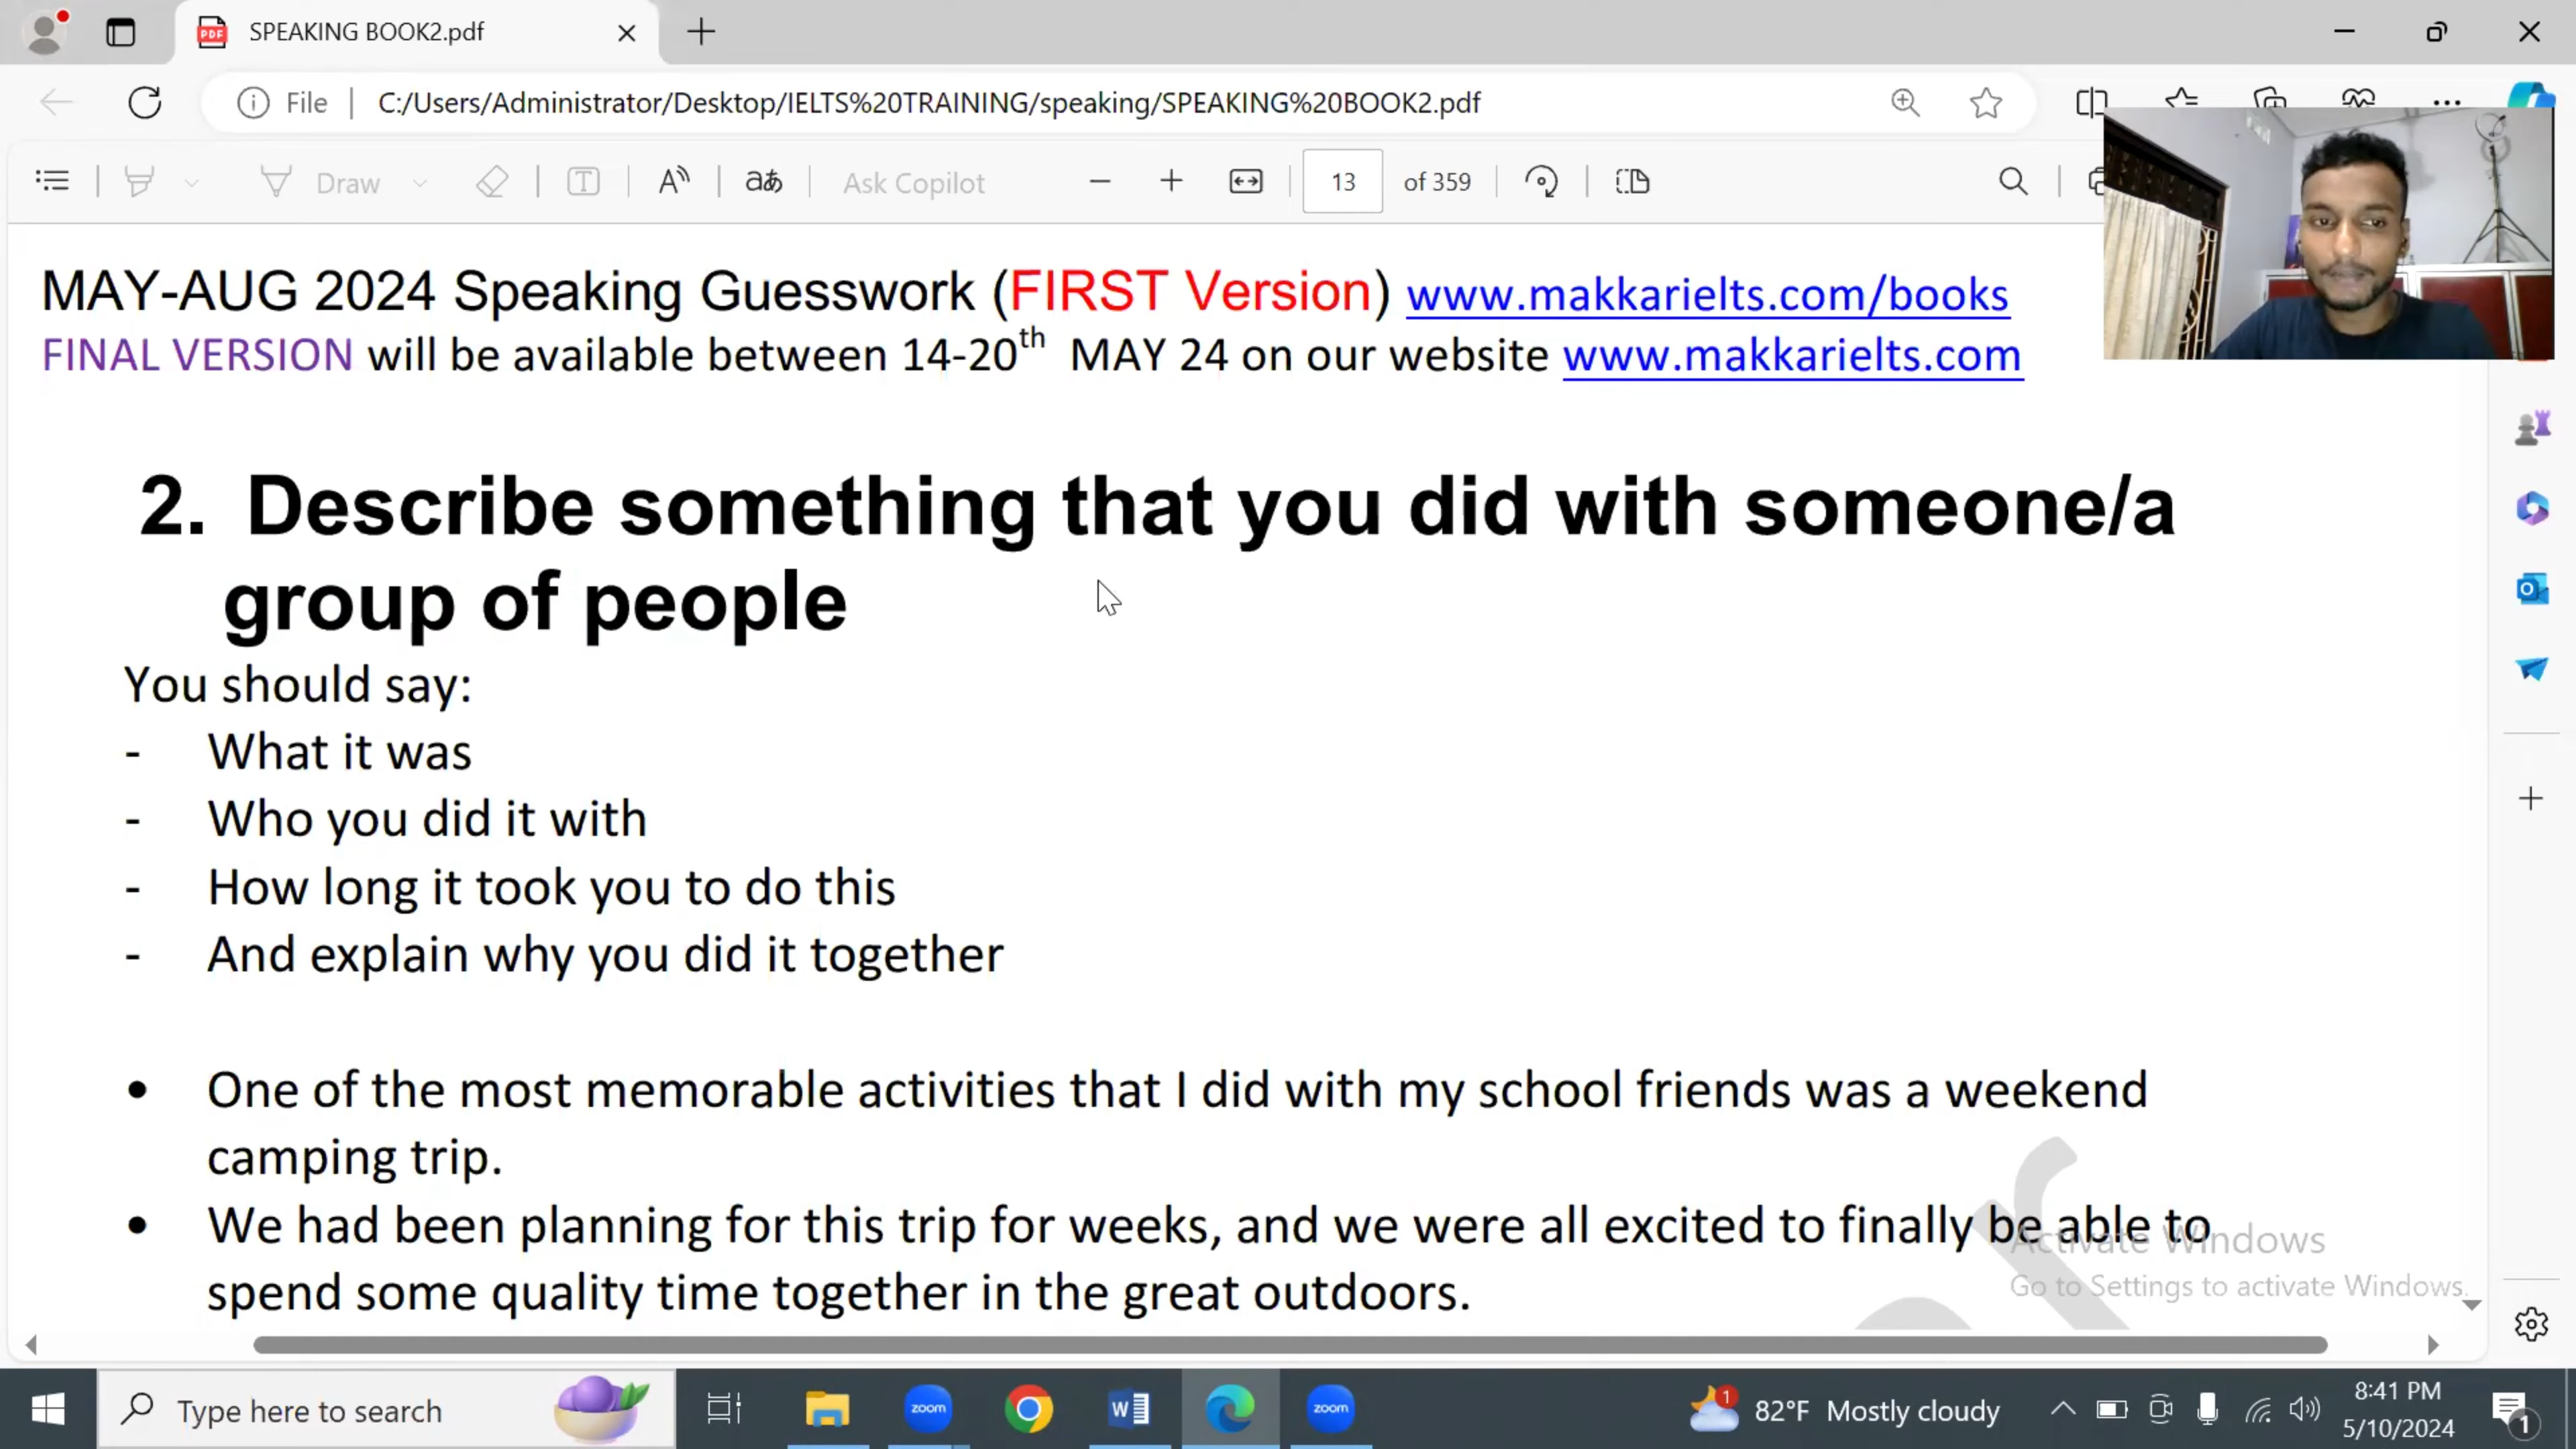 SPEAKING BOOK2.pdf
File C:/Users/Administrator/Desktop/IELTS%20TRAINING/speaking/SPEAKING%20BOOK2.pdf
Draw Ask Copilot 13 of 359
MAY-AUG 2024 Speaking Guesswork (FIRST Version) www.makkarielts.com/books
FINAL VERSION will be available between 14-20th MAY 24 on our website www.makkarielts.com
2. Describe something that you did with someone/a
group of people
You should say:
- What it was
- Who you did it with
- How long it took you to do this
- And explain why you did it together
• One of the most memorable activities that I did with my school friends was a weekend
camping trip.
• We had been planning for this trip for weeks, and we were all excited to finally be able to
spend some quality time together in the great outdoors.
Activate Windows
Go to Settings to activate Windows.
Type here to search
zoom
zoom
1
82°F Mostly cloudy
8:41 PM
5/10/2024
1